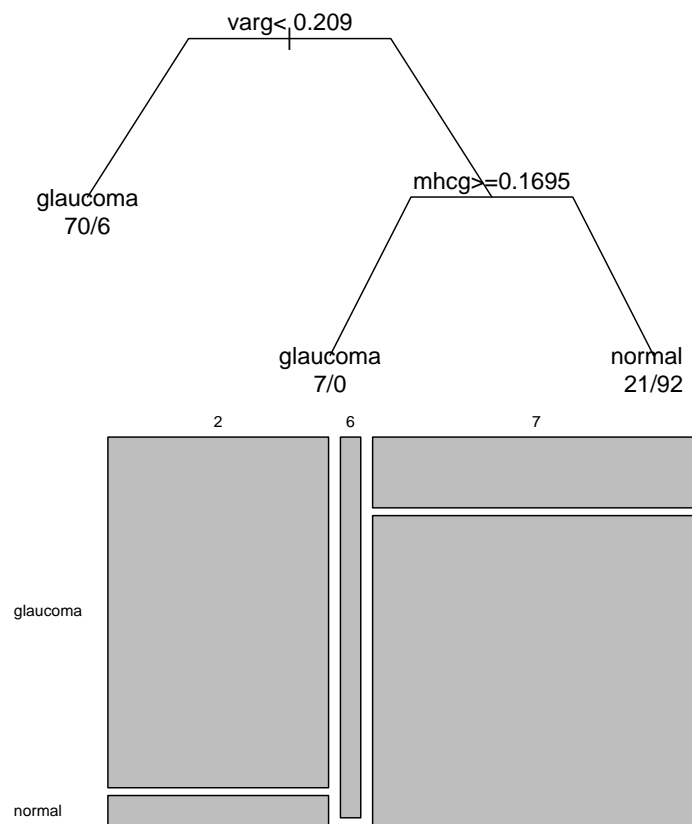 varg< 0.209
mhcg>=0.1695
glaucoma
70/6
glaucoma
7/0
normal
21/92
2 6 7
glaucoma
normal